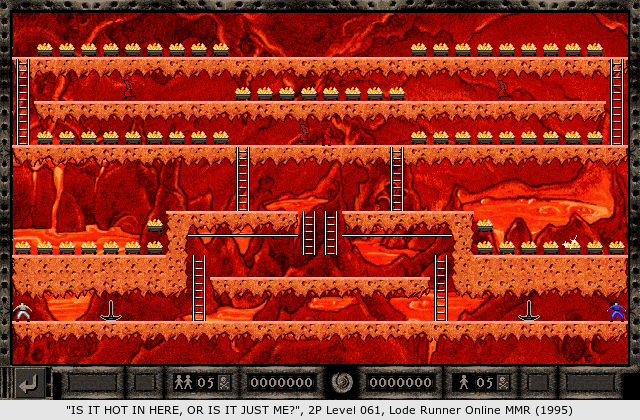 05 0000000 0000000 05
"IS IT HOT IN HERE, OR IS IT JUST ME?", 2P Level 061, Lode Runner Online MMR (1995)